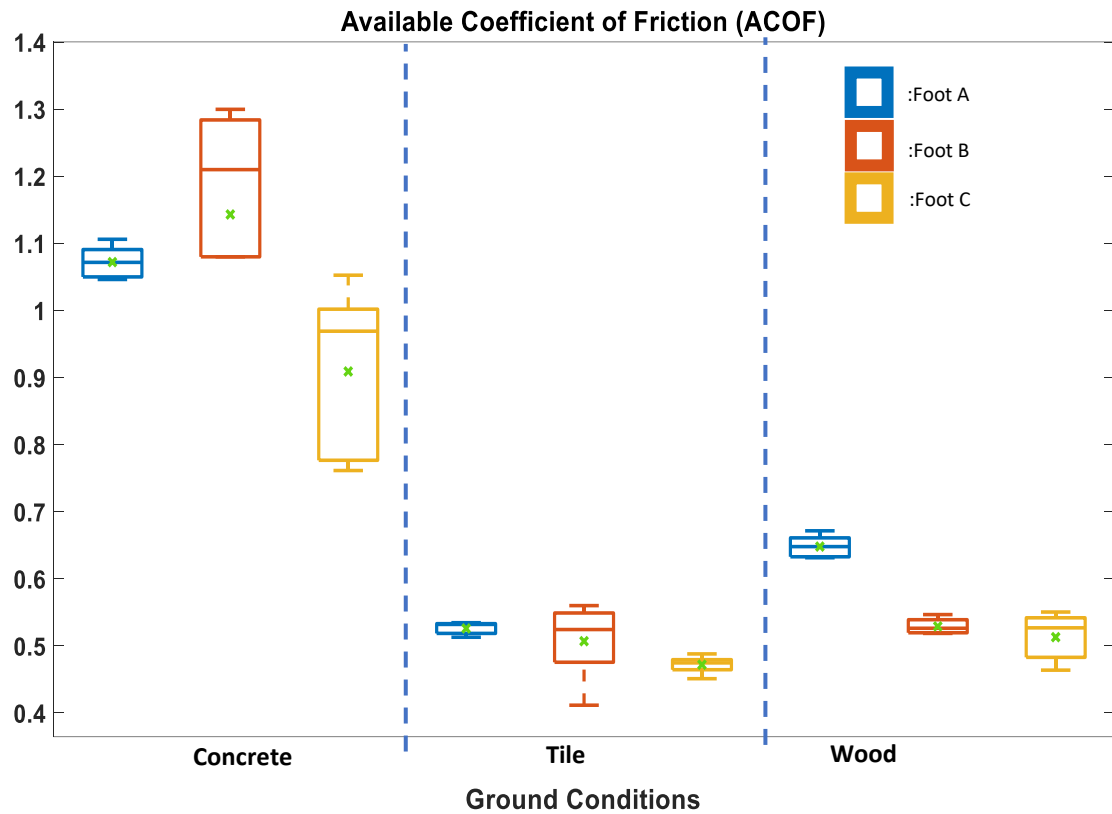 Available Coefficient of Friction (ACOF)
1.4
1.3
1.2
1.1
1
0.9
0.8
0.7
0.6
0.5
0.4
:Foot A
:Foot B
:Foot C
Concrete
Tile
Wood
Ground Conditions